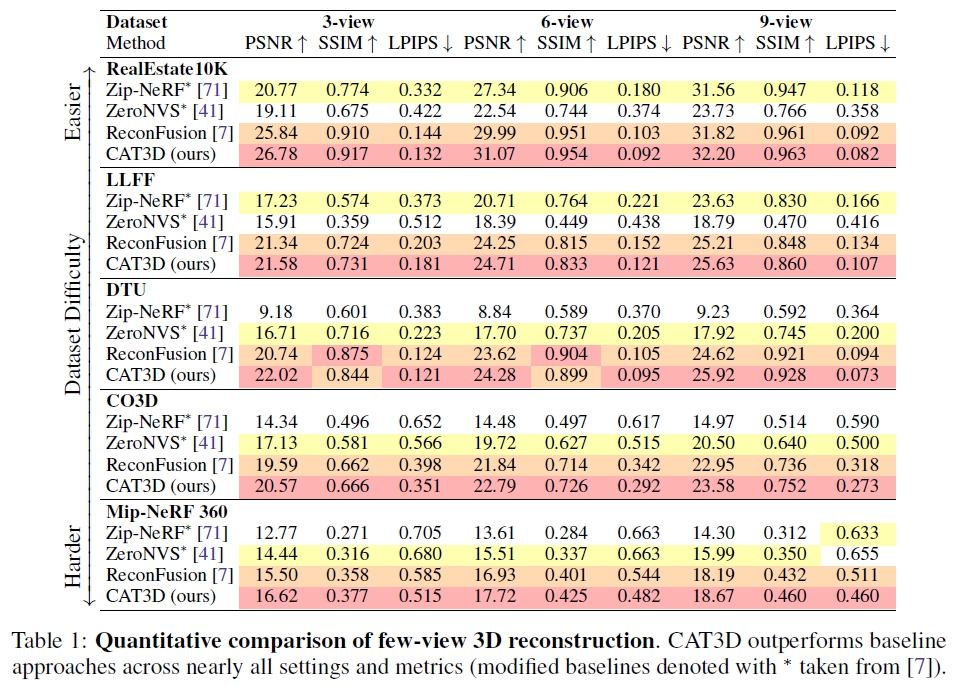 Dataset 3-view 6-view 9-view
Method PSNR ↑ SSIM ↑ LPIPS ↓ PSNR ↑ SSIM ↑ LPIPS ↓ PSNR ↑ SSIM ↑ LPIPS ↓
Easier
Dataset Difficulty
Harder
RealEstate10K
Zip-NeRF* [71] 20.77 0.774 0.332 27.34 0.906 0.180 31.56 0.947 0.118
ZeroNVS* [41] 19.11 0.675 0.422 22.54 0.744 0.374 23.73 0.766 0.358
ReconFusion [7] 25.84 0.910 0.144 29.99 0.951 0.103 31.82 0.961 0.092
CAT3D (ours) 26.78 0.917 0.132 31.07 0.954 0.092 32.20 0.963 0.082
LLFF
Zip-NeRF* [71] 17.23 0.574 0.373 20.71 0.764 0.221 23.63 0.830 0.166
ZeroNVS* [41] 15.91 0.359 0.512 18.39 0.449 0.438 18.79 0.470 0.416
ReconFusion [7] 21.34 0.724 0.203 24.25 0.815 0.152 25.21 0.848 0.134
CAT3D (ours) 21.58 0.731 0.181 24.71 0.833 0.121 25.63 0.860 0.107
DTU
Zip-NeRF* [71] 9.18 0.601 0.383 8.84 0.589 0.370 9.23 0.592 0.364
ZeroNVS* [41] 16.71 0.716 0.223 17.70 0.737 0.205 17.92 0.745 0.200
ReconFusion [7] 20.74 0.875 0.124 23.62 0.904 0.105 24.62 0.921 0.094
CAT3D (ours) 22.02 0.844 0.121 24.28 0.899 0.095 25.92 0.928 0.073
CO3D
Zip-NeRF* [71] 14.34 0.496 0.652 14.48 0.497 0.617 14.97 0.514 0.590
ZeroNVS* [41] 17.13 0.581 0.566 19.72 0.627 0.515 20.50 0.640 0.500
ReconFusion [7] 19.59 0.662 0.398 21.84 0.714 0.342 22.95 0.736 0.318
CAT3D (ours) 20.57 0.666 0.351 22.79 0.726 0.292 23.58 0.752 0.273
Mip-NeRF 360
Zip-NeRF* [71] 12.77 0.271 0.705 13.61 0.284 0.663 14.30 0.312 0.633
ZeroNVS* [41] 14.44 0.316 0.680 15.51 0.337 0.663 15.99 0.350 0.655
ReconFusion [7] 15.50 0.358 0.585 16.93 0.401 0.544 18.19 0.432 0.511
CAT3D (ours) 16.62 0.377 0.515 17.72 0.425 0.482 18.67 0.460 0.460
Table 1: Quantitative comparison of few-view 3D reconstruction. CAT3D outperforms baseline
approaches across nearly all settings and metrics (modified baselines denoted with * taken from [7]).